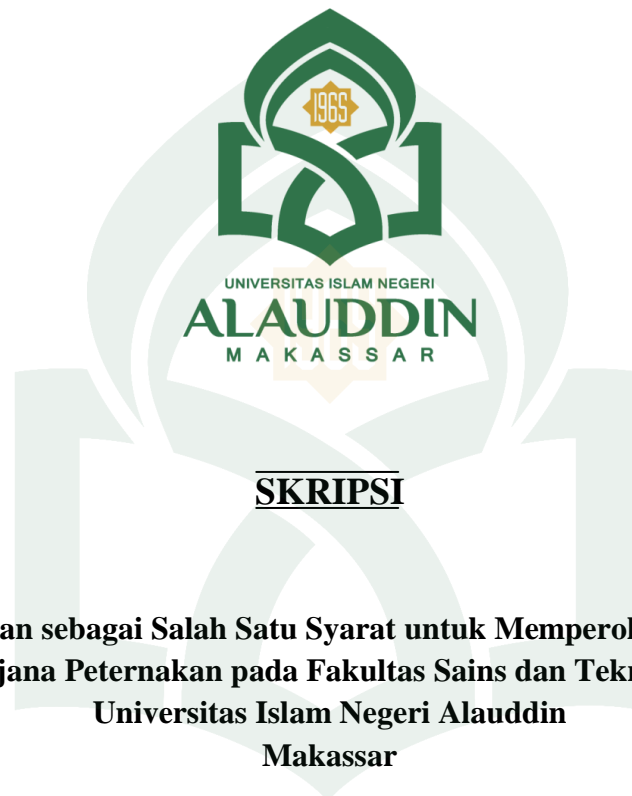 1965
UNIVERSITAS ISLAM NEGERI
ALAUDDIN
MAKASSAR
SKRIPSI
an sebagai Salah Satu Syarat untuk Memperol
jana Peternakan pada Fakultas Sains dan Tekn
Universitas Islam Negeri Alauddin
Makassar